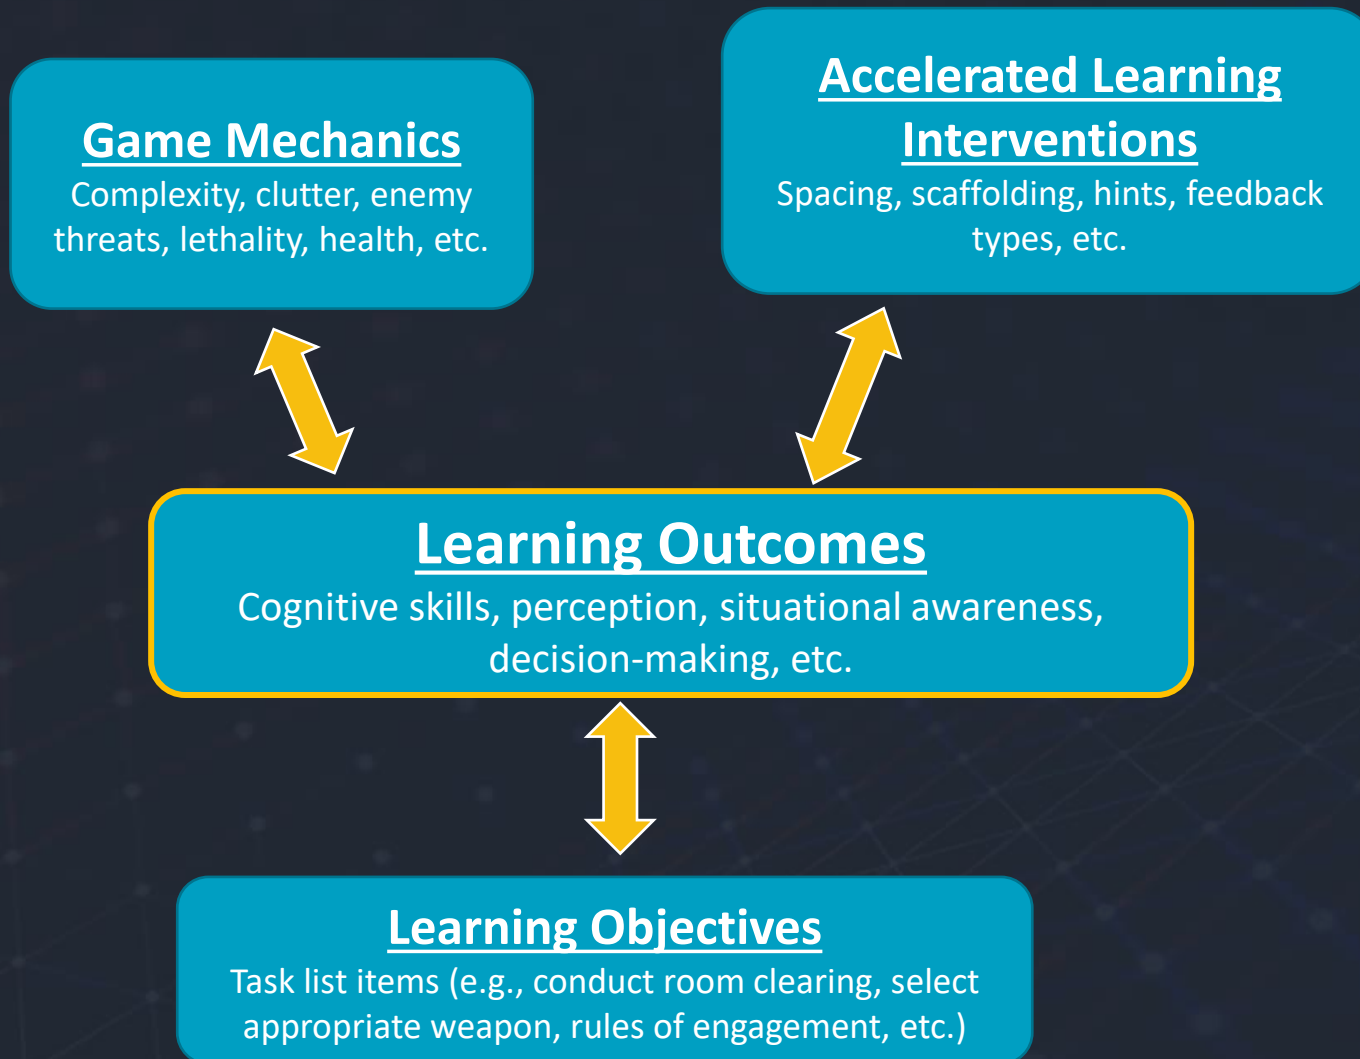 Game Mechanics
Complexity, clutter, enemy
threats, lethality, health, etc.
Accelerated Learning
Interventions
Spacing, scaffolding, hints, feedback
types, etc.
Learning Outcomes
Cognitive skills, perception, situational awareness,
decision-making, etc.
Learning Objectives
Task list items (e.g., conduct room clearing, select
appropriate weapon, rules of engagement, etc.)